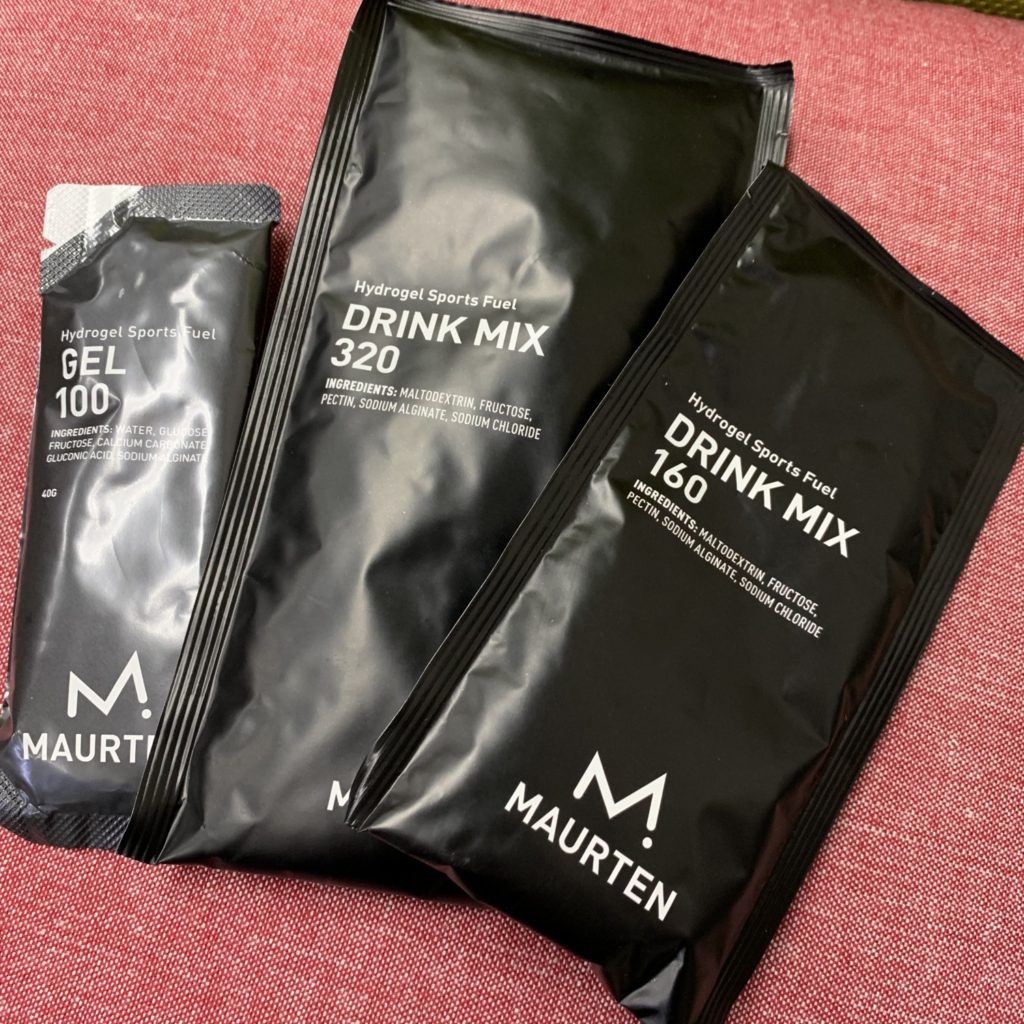 Hydrogel Sports Fuel
GEL
100
INGREDIENTS: WATER, GLUCOSE
FRUCTOSE, CALCIUM CARBONATE
GLUCONIC ACID, SODIUM ALGINATE
40G
M.
MAURTEN
Hydrogel Sports Fuel
DRINK MIX
320
INGREDIENTS: MALTODEXTRIN, FRUCTOSE,
PECTIN, SODIUM ALGINATE, SODIUM CHLORIDE
M
Hydrogel Sports Fuel
DRINK MIX
160
INGREDIENTS: MALTODEXTRIN, FRUCTOSE,
PECTIN, SODIUM ALGINATE, SODIUM CHLORIDE
M.
MAURTEN